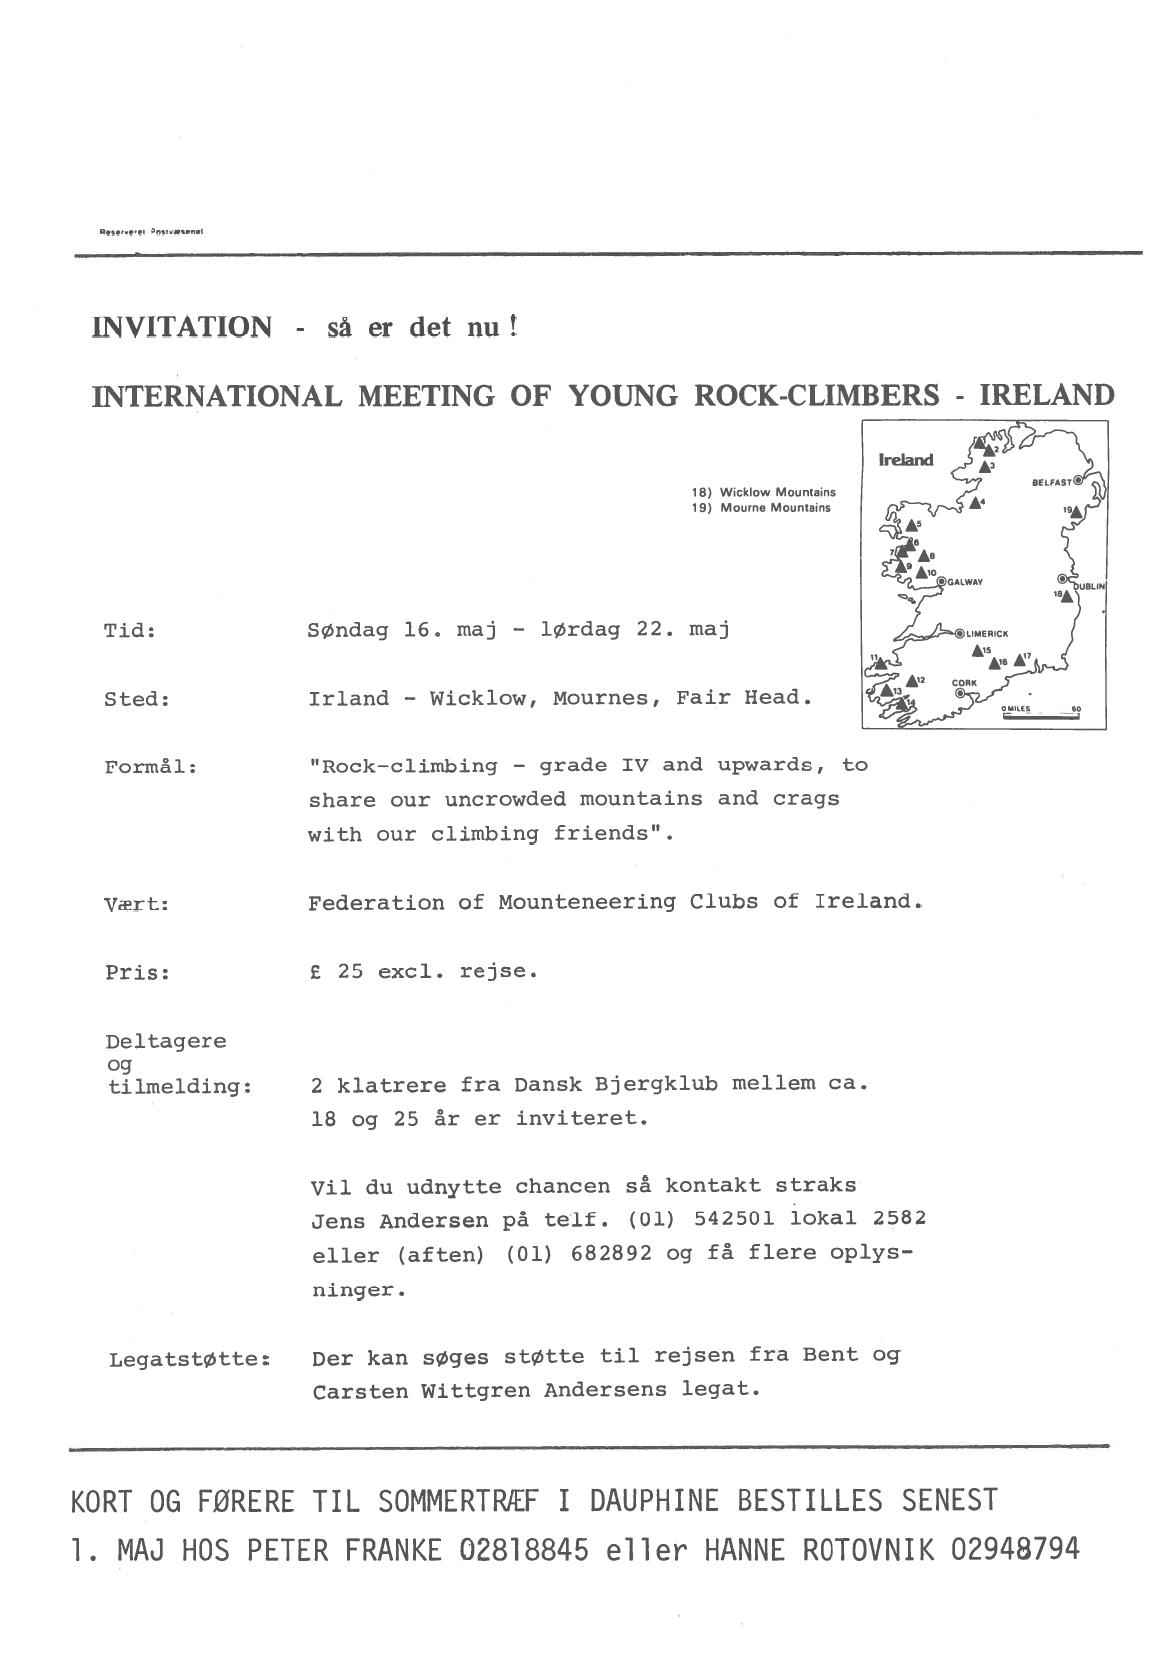 Reserveret Postvæsenet
INVITATION - så er det nu !
INTERNATIONAL MEETING OF YOUNG ROCK-CLIMBERS - IRELAND
18) Wicklow Mountains
19) Mourne Mountains
Ireland
2
3
BELFAST
4
19
5
6
7
8
9
10
GALWAY
DUBLIN
18
LIMERICK
11
15
16
17
12
CORK
13
14
0 MILES 60
Tid: Søndag 16. maj - lørdag 22. maj
Sted: Irland - Wicklow, Mournes, Fair Head.
Formål: "Rock-climbing - grade IV and upwards, to
share our uncrowded mountains and crags
with our climbing friends".
Vært: Federation of Mounteneering Clubs of Ireland.
Pris: £ 25 excl. rejse.
Deltagere
og
tilmelding: 2 klatrere fra Dansk Bjergklub mellem ca.
18 og 25 år er inviteret.
Vil du udnytte chancen så kontakt straks
Jens Andersen på telf. (01) 542501 lokal 2582
eller (aften) (01) 682892 og få flere oplys-
ninger.
Legatstøtte: Der kan søges støtte til rejsen fra Bent og
Carsten Wittgren Andersens legat.
KORT OG FØRERE TIL SOMMERTRÆF I DAUPHINE BESTILLES SENEST
1. MAJ HOS PETER FRANKE 02818845 eller HANNE ROTOVNIK 02948794